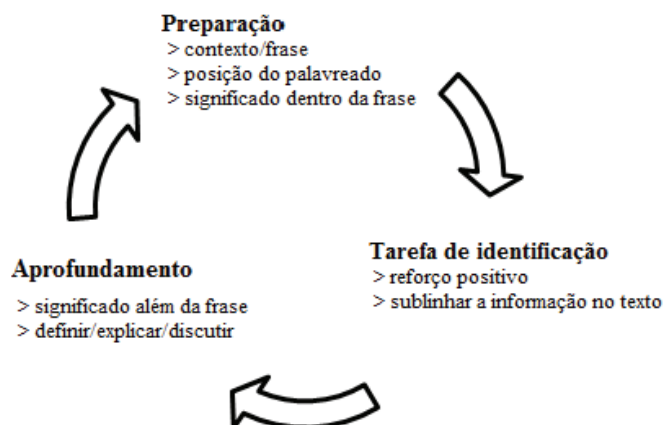 Preparação
> contexto/frase
> posição do palavreado
> significado dentro da frase
Tarefa de identificação
> reforço positivo
> sublinhar a informação no texto
Aprofundamento
> significado além da frase
> definir/explicar/discutir